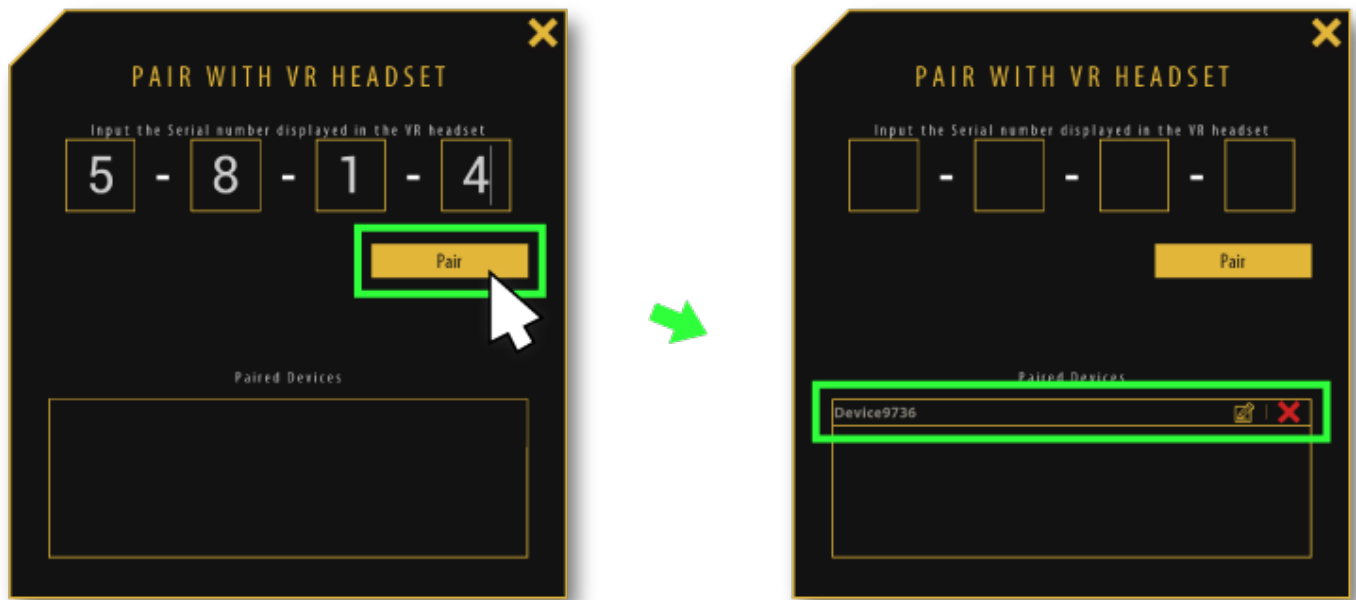 PAIR WITH VR HEADSET
Input the Serial number displayed in the VR headset
5 - 8 - 1 - 4
Pair
Paired Devices
PAIR WITH VR HEADSET
Input the Serial number displayed in the VR headset
- - -
Pair
Paired Devices
Device9736